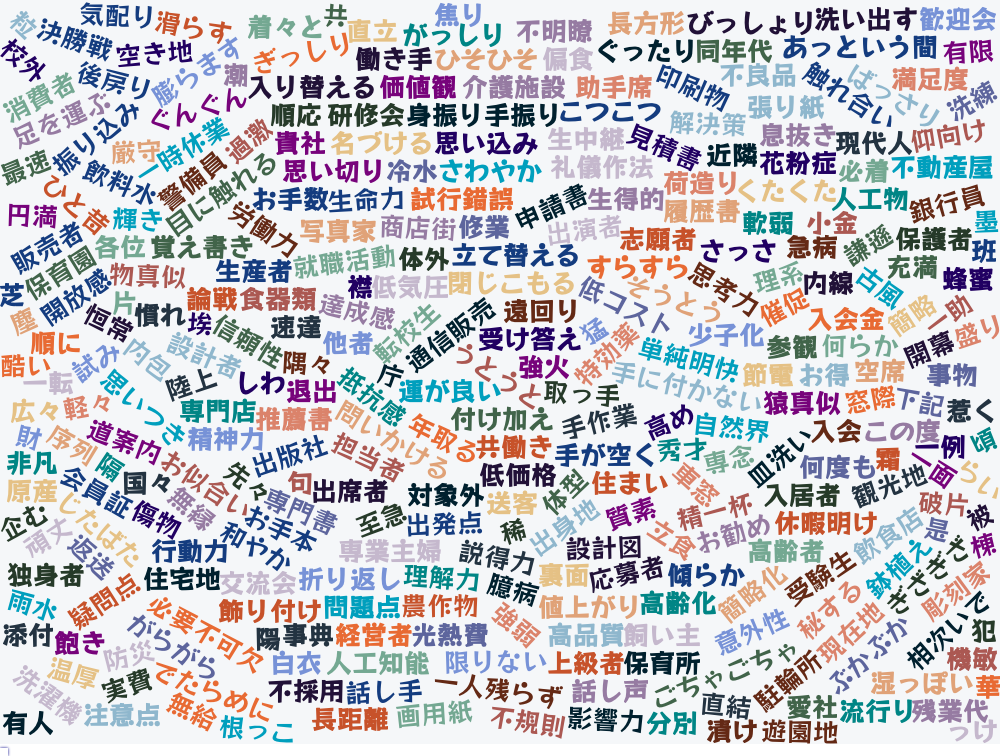 気配り 滑らす 着々と 共 直立 がっしり 焦り 不明瞭 長方形 びっしょり 洗い出す 歓迎会
粒 決勝戦 空き地 ぎっしり 働き手 ひそひそ 偏食 ぐったり 同年代 あっという間 有限
校外 後戻り 膨らます 潮 入り替える 価値観 介護施設 助手席 印刷物 不良品 触れ合い ばっさり 満足度
消費者 足を運ぶ 振り込み ぐんぐん 順応 研修会 身振り手振り こつこつ 解決策 張り紙 洗練
最速 厳守 一時休業 過激 貴社 名づける 思い込み 生中継 見積書 近隣 息抜き 現代人 仰向け
飲料水 警備員 目に触れる 思い切り 冷水 さわやか 礼儀作法 花粉症 必着 不動産屋
ひと昔 円満 輝き 労働力 お手数 生命力 試行錯誤 申請書 生得的 荷造り くたくた 人工物 銀行員
販売者 各位 覚え書き 写真家 商店街 修業 出演者 志願者 履歴書 軟弱 小金 謙遜 保護者 墨
保育園 物真似 生産者 就職活動 体外 立て替える すらすら さっさ 急病 充満 班
芝 開放感 片 慣れ 論戦 食器類 達成感 襟 低気圧 閉じこもる そうとう 思考力 理系 内線 古風 蜂蜜
塵 恒常 埃 信頼性 速達 他者 転校生 通信販売 遠回り 低コスト 催促 入会金 簡略 一助
順に 試み 内包 設計者 隅々 庁 うとうと 受け答え 猛 特効薬 少子化 参観 何らか 開幕 盛り
酷い 一転 思いつき 陸上 しわ 退出 抵抗感 運が良い 強火 取っ手 単純明快 手に付かない 節電 お得 空席 事物
広々 軽々 専門店 推薦書 問いかける 年取る 付け加え 手作業 高め 自然界 猿真似 窓際 下記 惹く
財 序列 道案内 精神力 出版社 担当者 共働き 手が空く 秀才 専念 皿洗い 入会 この度 二例 頃
非凡 隔 国々 お似合い 先々 句 出席者 低価格 体型 住まい 車窓 何度も 霜 一面 らい
原産 会員証 傷物 無縁 専門書 対象外 送客 質素 精一杯 入居者 観光地 破片 被
企む 頑丈 じたばた お手本 至急 出発点 稀 出身地 立食 お勧め 休暇明け 飲食店 是 棟
返送 行動力 和やか 専業主婦 説得力 設計図 高齢者 鉢植え ぎざぎざ
独身者 疑問点 住宅地 交流会 折り返し 理解力 臆病 裏面 応募者 傾らか 簡略化 受験生 彫刻家
雨水 必要不可欠 飾り付け 問題点 農作物 強弱 値上がり 高齢化 意外性 秘する 現在地 相次いで
添付 飽き がらがら 陽 事典 経営者 光熱費 高品質 飼い主 ぶかぶか 犯
温厚 防災 白衣 人工知能 限りない 上級者 保育所 ごちゃごちゃ 駐輪所 湿っぽい 機敏
洗濯機 実費 でたらめに 不採用 話し手 一人残らず 話し声 直結 愛社 流行り 残業代 華
有人 注意点 無給 根っこ 長距離 画用紙 不規則 影響力 分別 漬け 遊園地 つけ